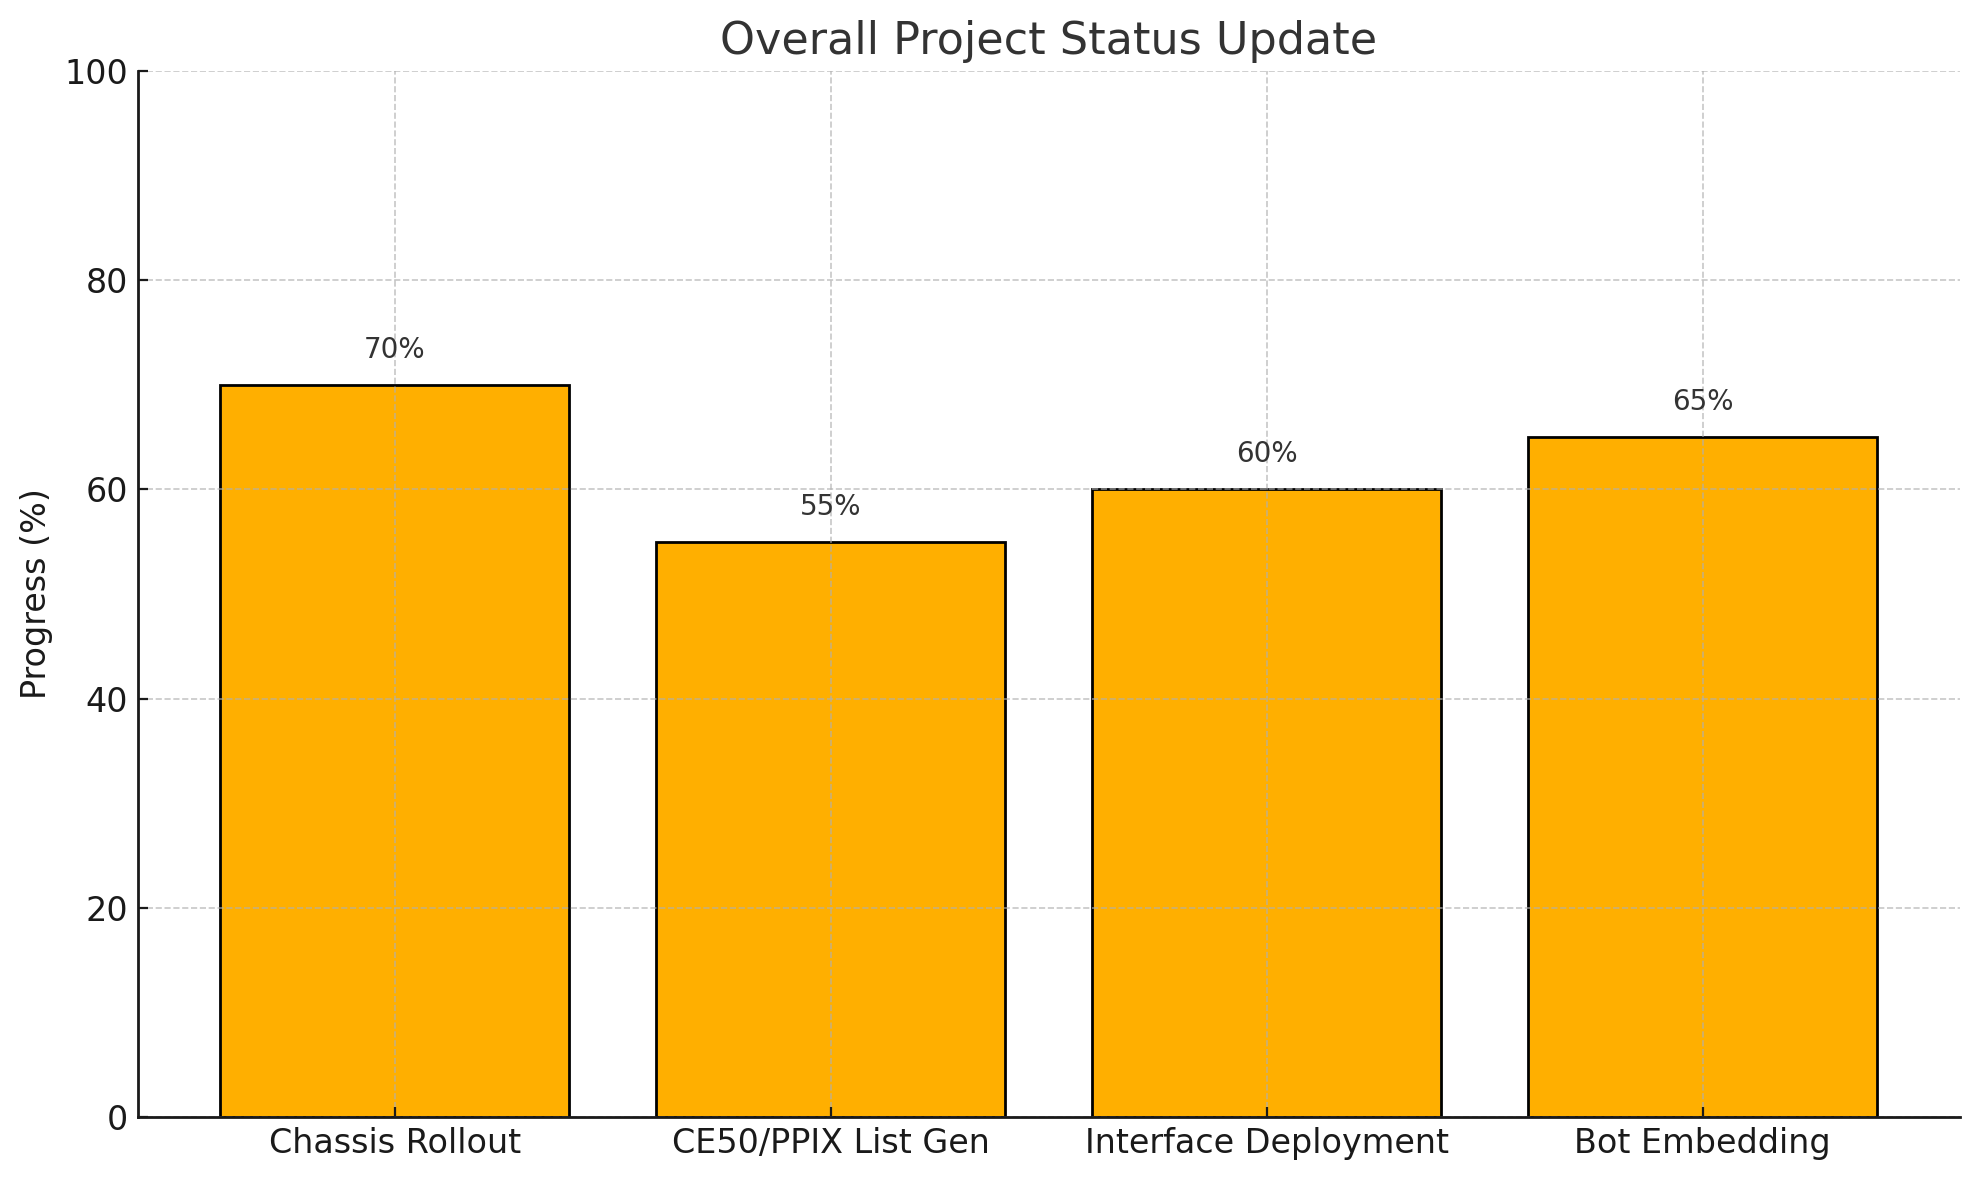 Overall Project Status Update
Progress (%)
100
80
60
40
20
0
70%
55%
60%
65%
Chassis Rollout
CE50/PPIX List Gen
Interface Deployment
Bot Embedding